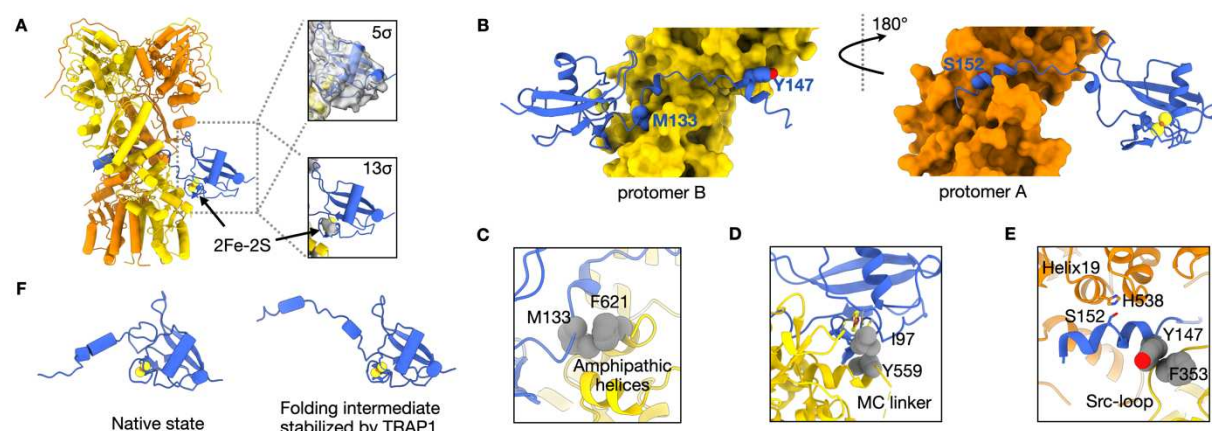 A
5σ
13σ
2Fe-2S
B
180°
S152
Y147
M133
protomer B
protomer A
C
F621
M133
Amphipathic
helices
D
I97
Y559
MC linker
E
Helix19
H538
S152
Y147
F353
Src-loop
F
Native state
Folding intermediate
stabilized by TRAP1